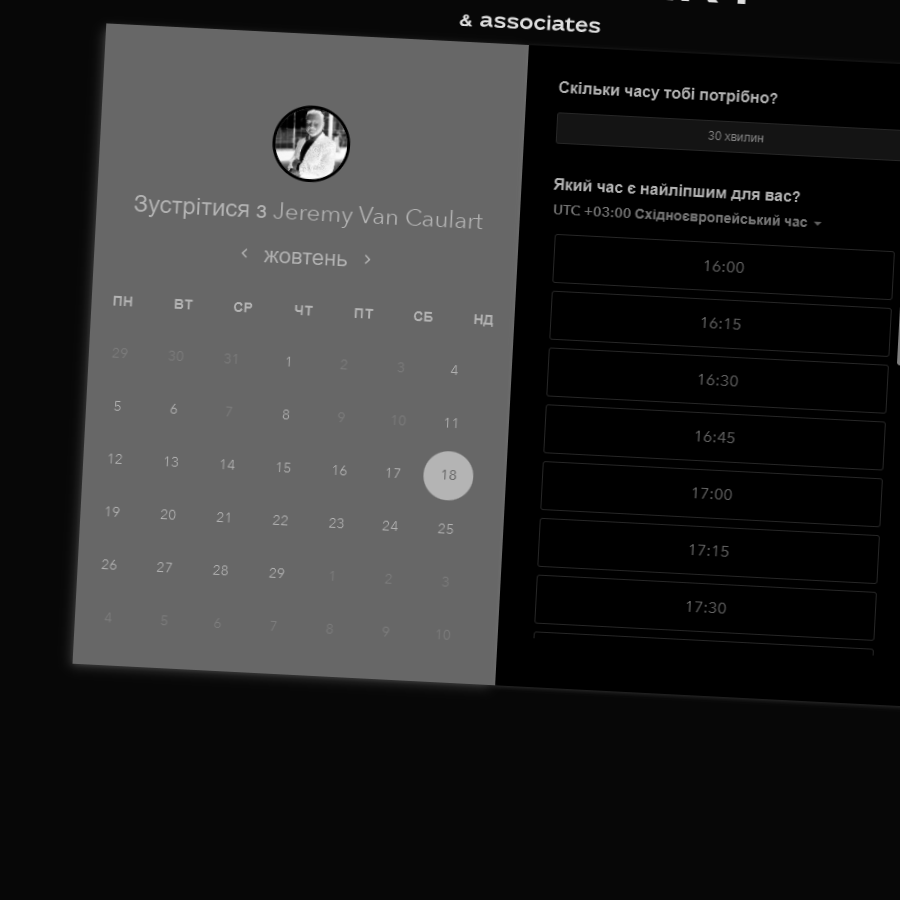 & associates
Зустрітися з Jeremy Van Caulart
жовтень
ПН ВТ СР ЧТ ПТ СБ НД
29 30 31 1 2 3 4
5 6 7 8 9 10 11
12 13 14 15 16 17 18
19 20 21 22 23 24 25
26 27 28 29 1 2 3
4 5 6 7 8 9 10
Скільки часу тобі потрібно?
30 хвилин
Який час є найліпшим для вас?
UTC +03:00 Східноєвропейський час
16:00
16:15
16:30
16:45
17:00
17:15
17:30